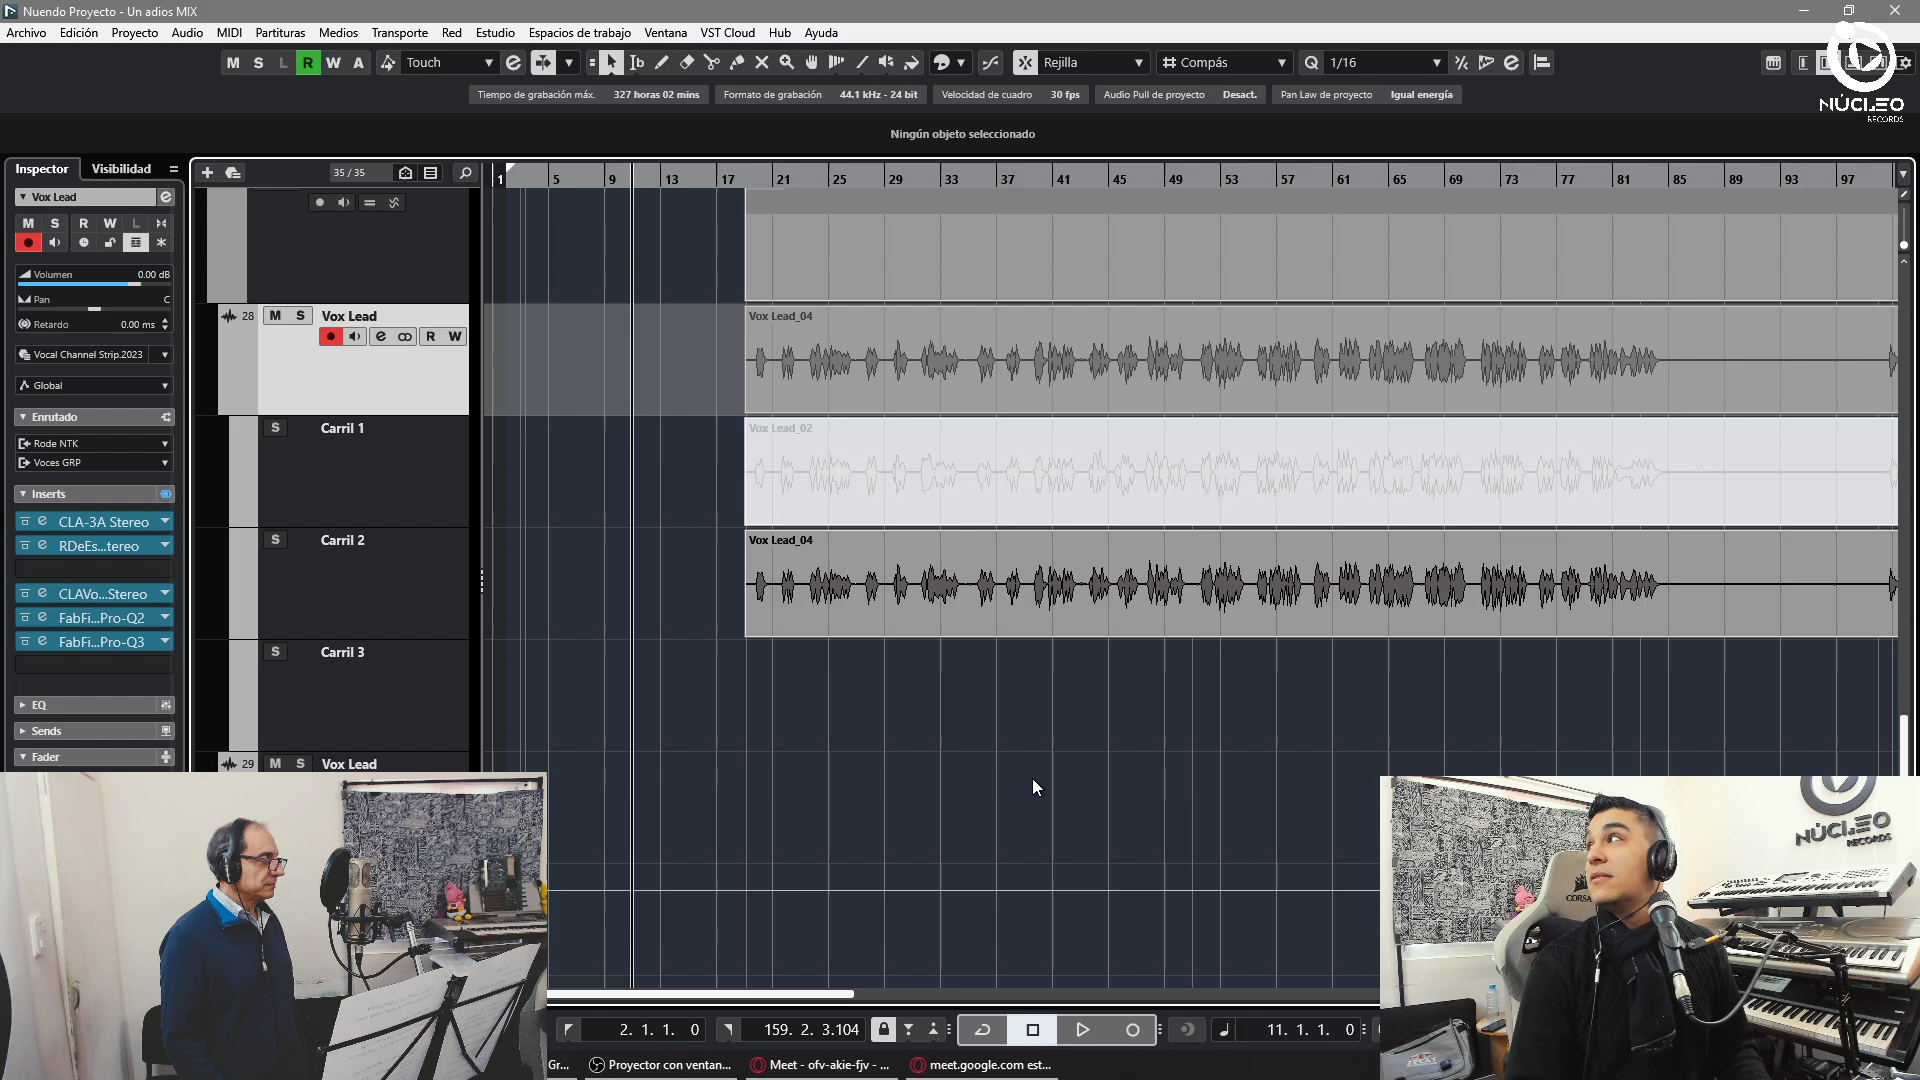 Nuendo Proyecto - Un adios MIX
Archivo Edición Proyecto Audio MIDI Partituras Medios Transporte Red Estudio Espacios de trabajo Ventana VST Cloud Hub Ayuda
M S L R W A Touch Rejilla Compás 1/16
Tiempo de grabación máx. 327 horas 02 mins Formato de grabación 44.1 kHz - 24 bit Velocidad de cuadro 30 fps Audio Pull de proyecto Desact. Pan Law de proyecto Igual energía
NÚCLEO
RECORDS
Ningún objeto seleccionado
Inspector Visibilidad
35 / 35
1 5 9 13 17 21 25 29 33 37 41 45 49 53 57 61 65 69 73 77 81 85 89 93 97
Vox Lead
M S R W L
Volumen 0.00 dB
Pan C
Retardo 0.00 ms
Vocal Channel Strip.2023
Global
Enrutado
Rode NTK
Voces GRP
Inserts
CLA-3A Stereo
RDeEs...tereo
CLAVo...Stereo
FabFi...Pro-Q2
FabFi...Pro-Q3
EQ
Sends
Fader
28 M S Vox Lead
R W
Vox Lead_04
S Carril 1
Vox Lead_02
S Carril 2
Vox Lead_04
S Carril 3
29 M S Vox Lead
NÚCLEO
RECORDS
CORSA
2. 1. 1. 0
159. 2. 3.104
11. 1. 1. 0
Gr...
Proyector con ventan...
Meet - ofv-akie-fjv - ...
meet.google.com est...